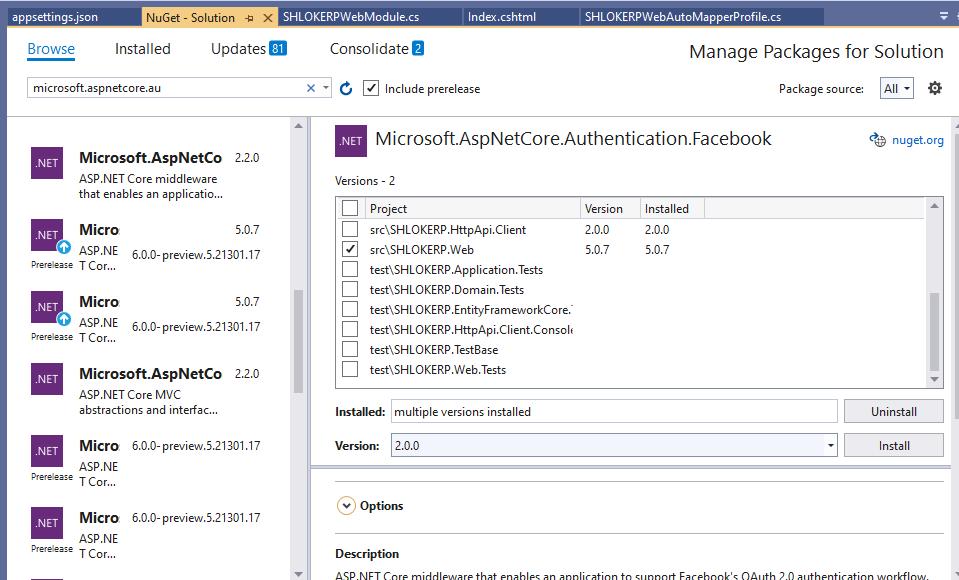 appsettings.json
NuGet - Solution
SHLOKERPWebModule.cs
Index.cshtml
SHLOKERPWebAutoMapperProfile.cs
Browse
Installed
Updates 81
Consolidate 2
Manage Packages for Solution
microsoft.aspnetcore.au
Include prerelease
Package source: All
.NET
Microsoft.AspNetCo 2.2.0
ASP.NET Core middleware
that enables an applicatio...
.NET
Prerelease
Micro 5.0.7
ASP.NE 6.0.0-preview.5.21301.17
T Cor...
.NET
Prerelease
Micro 5.0.7
ASP.NE 6.0.0-preview.5.21301.17
T Cor...
.NET
Microsoft.AspNetCo 2.2.0
ASP.NET Core MVC
abstractions and interfac...
.NET
Prerelease
Micro 6.0.0-preview.5.21301.17
ASP.NE
T Cor...
.NET
Prerelease
Micro 6.0.0-preview.5.21301.17
ASP.NE
T Cor...
.NET
Microsoft.AspNetCore.Authentication.Facebook
nuget.org
Versions - 2
Project Version Installed
src\SHLOKERP.HttpApi.Client 2.0.0 2.0.0
src\SHLOKERP.Web 5.0.7 5.0.7
test\SHLOKERP.Application.Tests
test\SHLOKERP.Domain.Tests
test\SHLOKERP.EntityFrameworkCore.
test\SHLOKERP.HttpApi.Client.Console
test\SHLOKERP.TestBase
test\SHLOKERP.Web.Tests
Installed: multiple versions installed Uninstall
Version: 2.0.0 Install
Options
Description
ASP.NET Core middleware that enables an application to support Facebook's OAuth 2.0 authentication workflow.